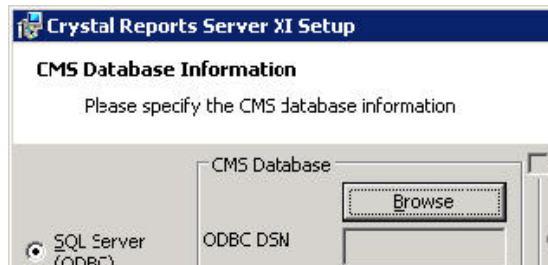 Crystal Reports Server XI Setup
CMS Database Information
Please specify the CMS database information
CMS Database
Browse
SQL Server
ODBC DSN
(ODBC)